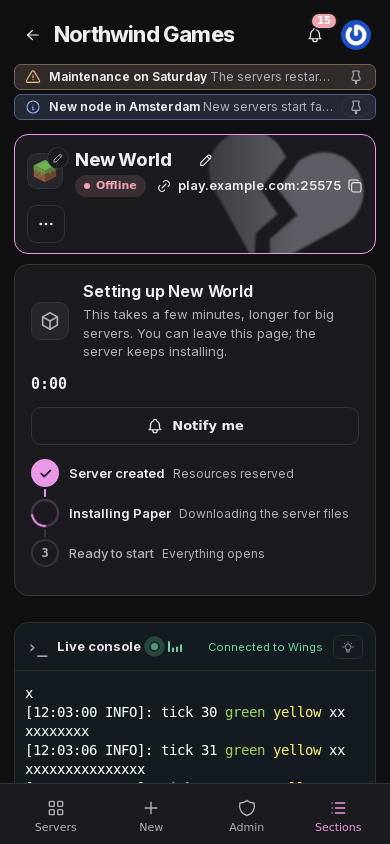 Northwind Games
15
Maintenance on Saturday The servers restar...
New node in Amsterdam New servers start fa...
New World
Offline
play.example.com:25575
Setting up New World
This takes a few minutes, longer for big
servers. You can leave this page; the
server keeps installing.
0:00
Notify me
Server created Resources reserved
Installing Paper Downloading the server files
3 Ready to start Everything opens
Live console
Connected to Wings
x
[12:03:00 INFO]: tick 30 green yellow xx
xxxxxxxx
[12:03:06 INFO]: tick 31 green yellow xx
xxxxxxxxxxxxxxx
Servers
New
Admin
Sections